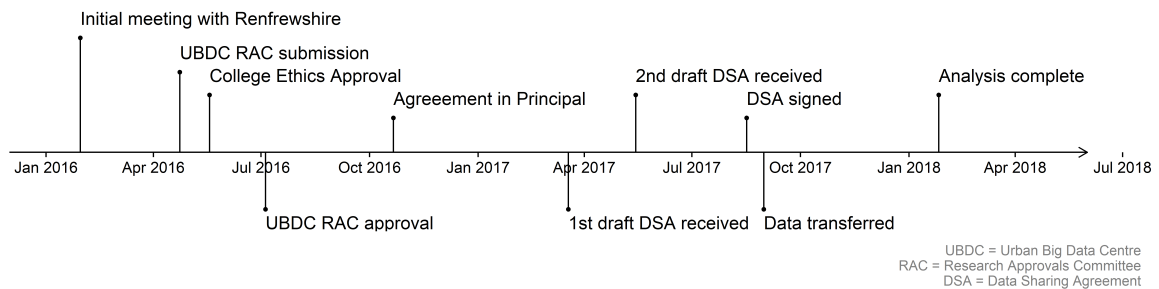 Initial meeting with Renfrewshire
UBDC RAC submission
College Ethics Approval
2nd draft DSA received
Analysis complete
Agreeement in Principal
DSA signed
Jan 2016
Apr 2016
Jul 2016
Oct 2016
Jan 2017
Apr 2017
Jul 2017
Oct 2017
Jan 2018
Apr 2018
Jul 2018
UBDC RAC approval
1st draft DSA received
Data transferred
UBDC = Urban Big Data Centre
RAC = Research Approvals Committee
DSA = Data Sharing Agreement